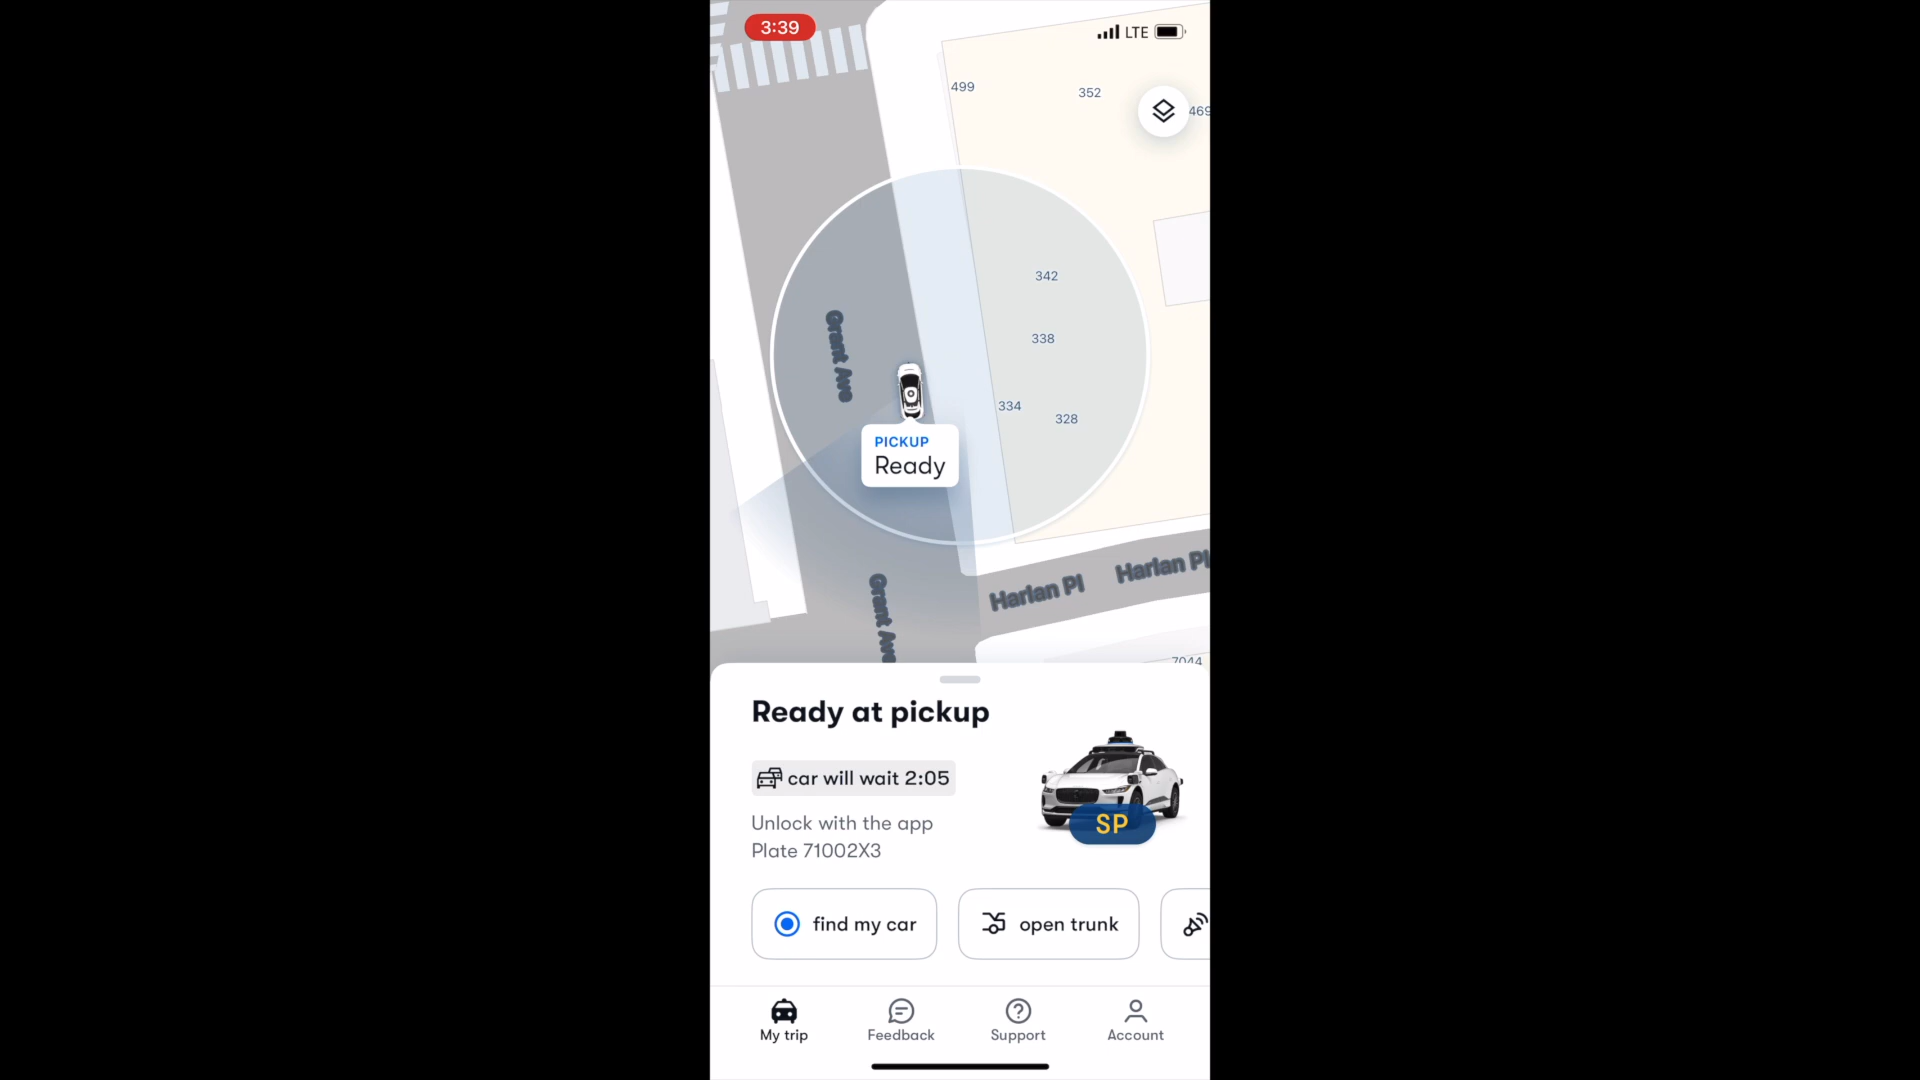 3:39
LTE
499
352
469
342
338
Grant Ave
334
328
PICKUP
Ready
Harlan Pl
Harlan Pl
Grant Ave
7044
Ready at pickup
car will wait 2:05
Unlock with the app
Plate 71002X3
SP
find my car
open trunk
My trip
Feedback
Support
Account